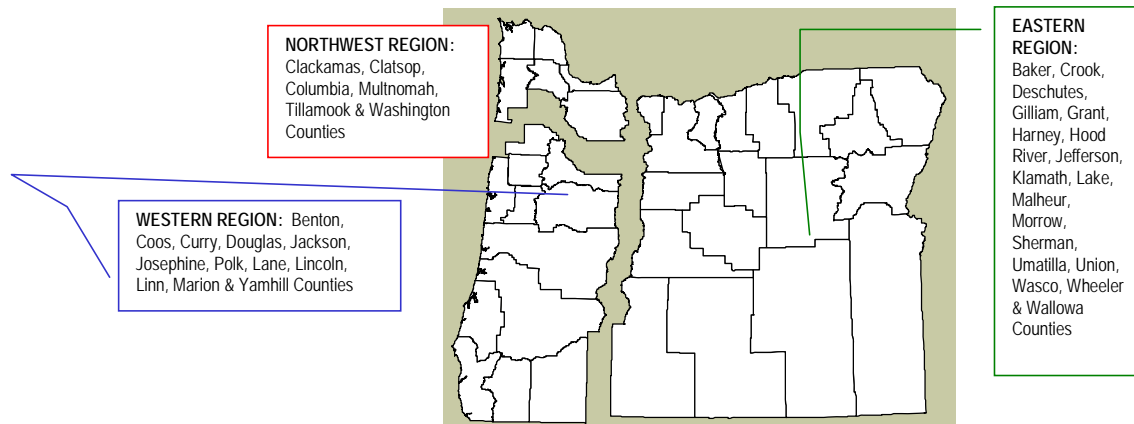 NORTHWEST REGION:
Clackamas, Clatsop,
Columbia, Multnomah,
Tillamook & Washington
Counties
WESTERN REGION: Benton,
Coos, Curry, Douglas, Jackson,
Josephine, Polk, Lane, Lincoln,
Linn, Marion & Yamhill Counties
EASTERN
REGION:
Baker, Crook,
Deschutes,
Gilliam, Grant,
Harney, Hood
River, Jefferson,
Klamath, Lake,
Malheur,
Morrow,
Sherman,
Umatilla, Union,
Wasco, Wheeler
& Wallowa
Counties